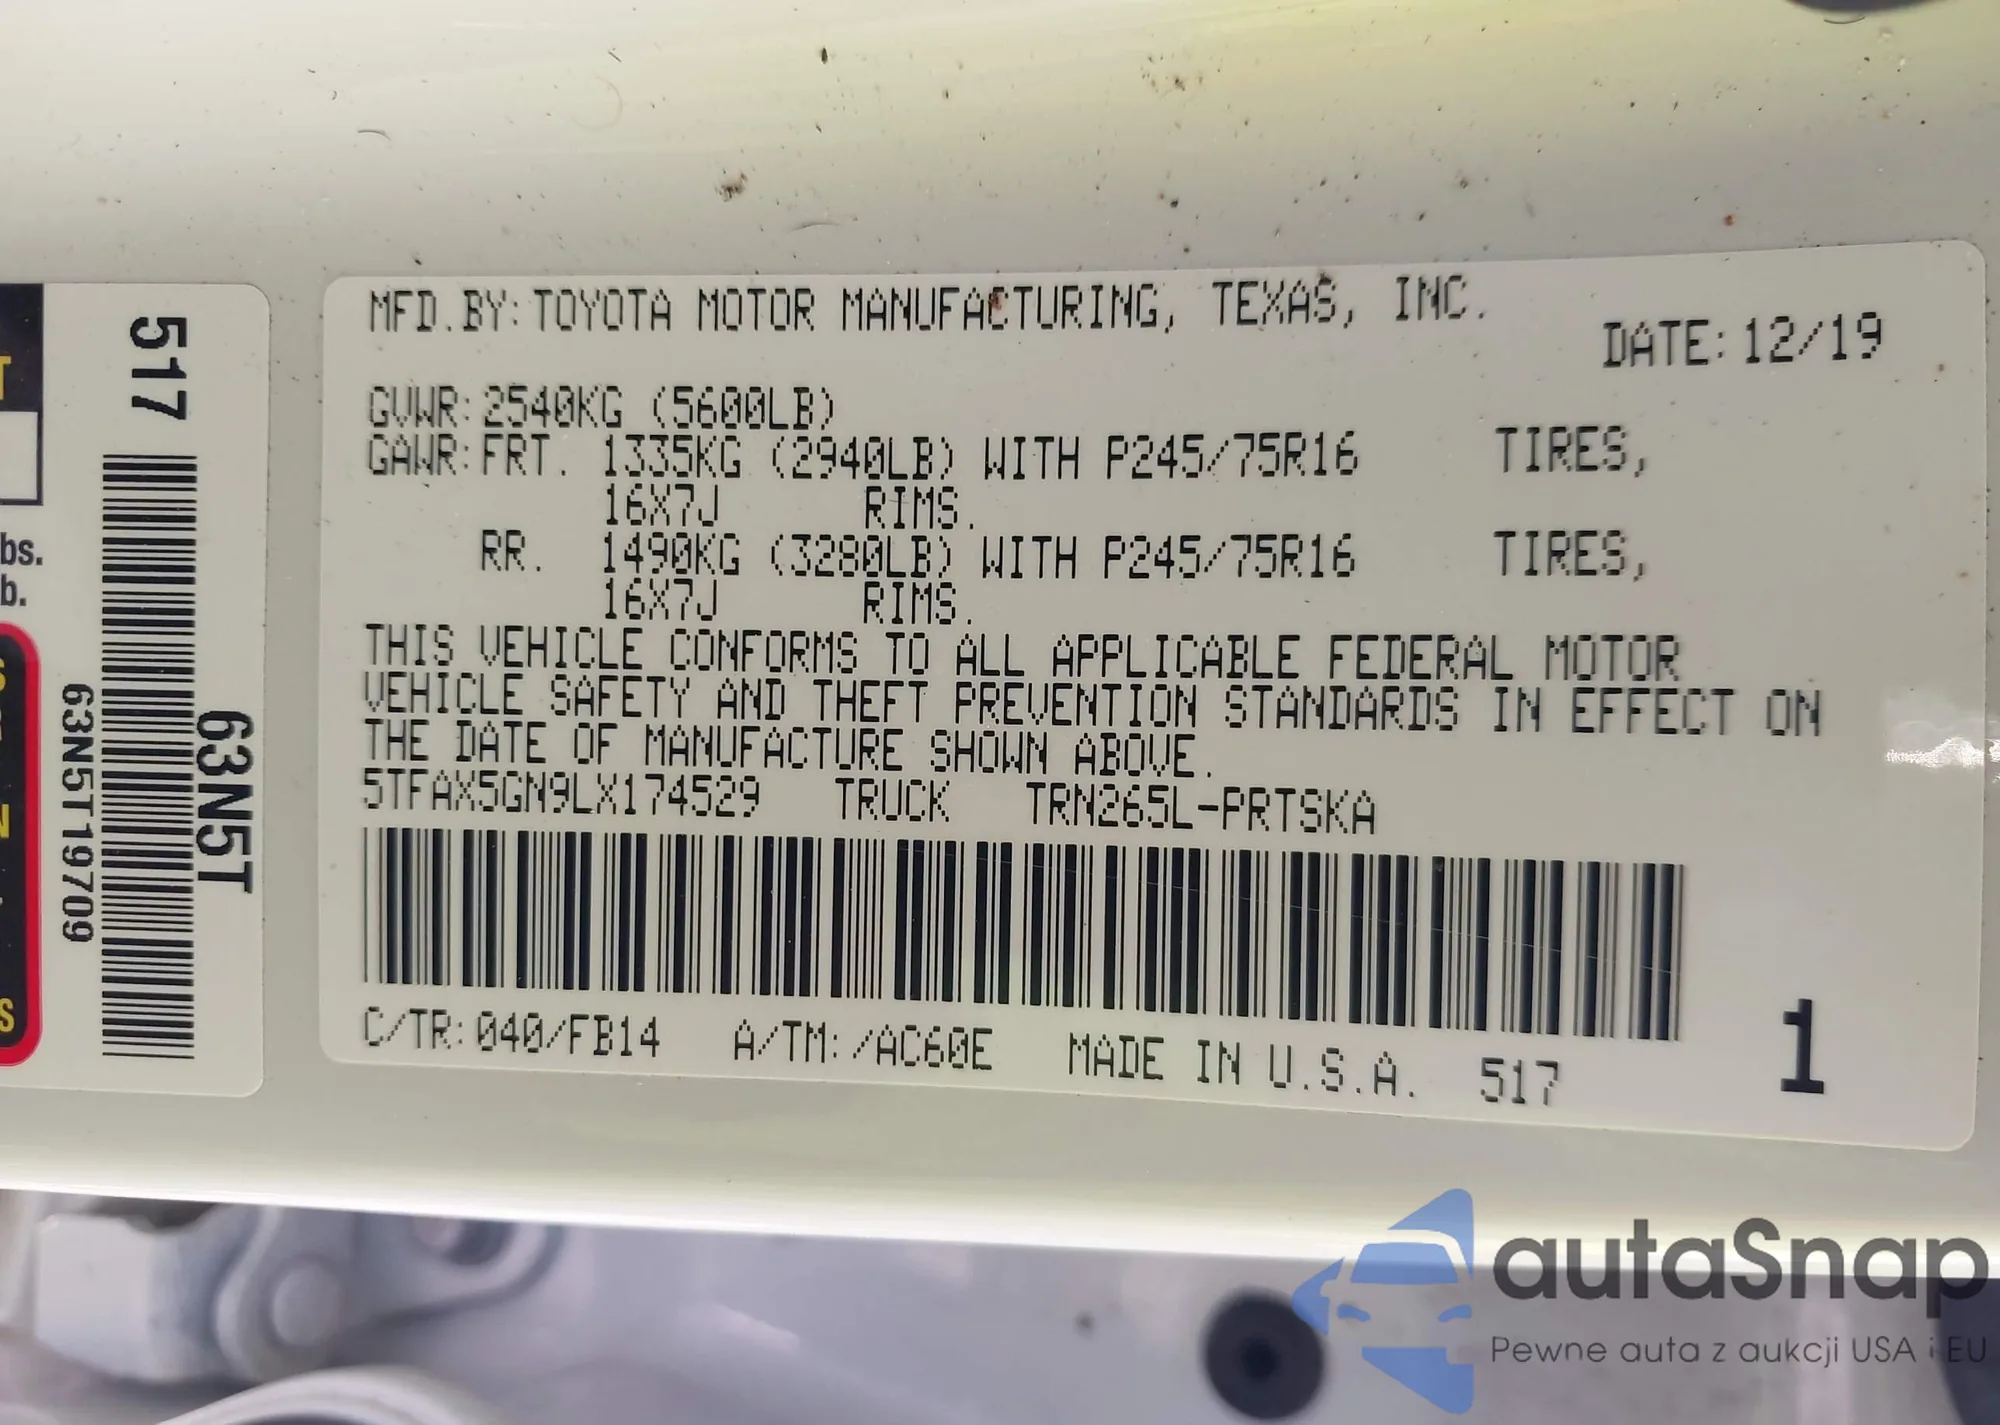 T
bs.
b.
S
N
S
517
63N5T
63N5T19709
MFD.BY:TOYOTA MOTOR MANUFACTURING, TEXAS, INC.
DATE:12/19
GVWR:2540KG (5600LB)
GAWR:FRT. 1335KG (2940LB) WITH P245/75R16 TIRES,
16X7J RIMS.
RR. 1490KG (3280LB) WITH P245/75R16 TIRES,
16X7J RIMS.
THIS VEHICLE CONFORMS TO ALL APPLICABLE FEDERAL MOTOR
VEHICLE SAFETY AND THEFT PREVENTION STANDARDS IN EFFECT ON
THE DATE OF MANUFACTURE SHOWN ABOVE.
5TFAX5GN9LX174529 TRUCK TRN265L-PRTSKA
C/TR:040/FB14 A/TM:/AC60E MADE IN U.S.A. 517
1
autaSnap
Pewne auta z aukcji USA i EU